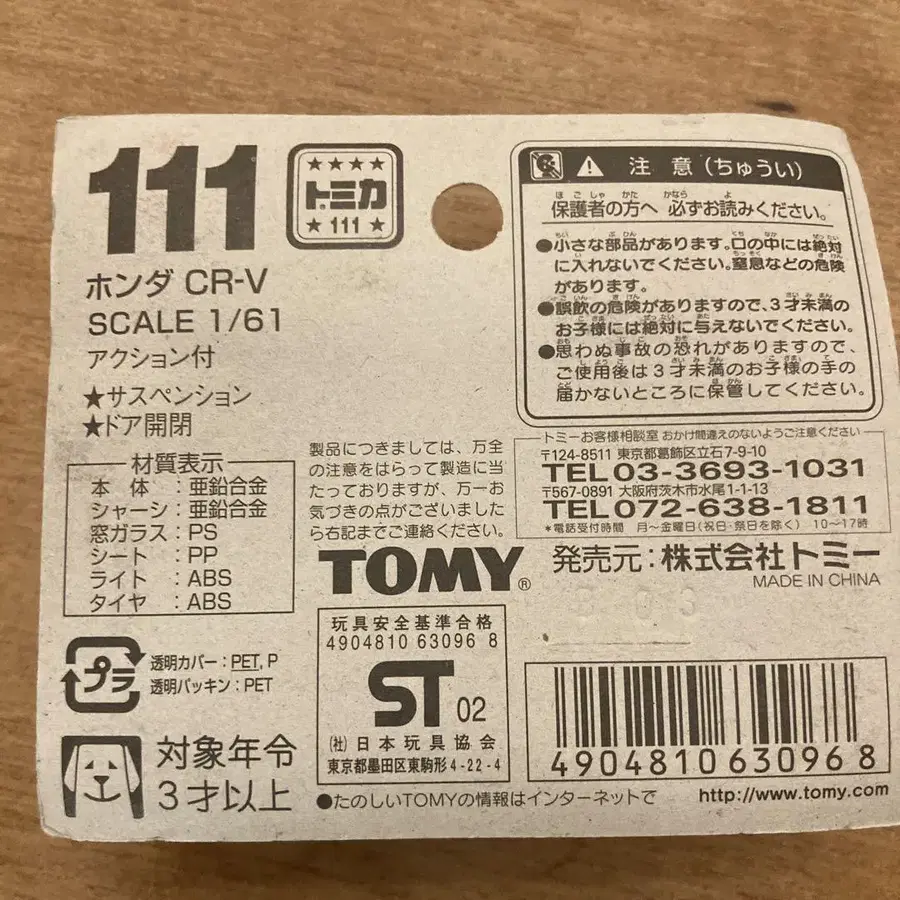 111
★★★★
トミカ
★111★
ホンダ CR-V
SCALE 1/61
アクション付
★サスペンション
★ドア開閉
材質表示
本体:亜鉛合金
シャーシ:亜鉛合金
窓ガラス:PS
シート:PP
ライト:ABS
タイヤ:ABS
プラ
透明カバー:PET, P
透明パッキン:PET
対象年令
3才以上
注意(ちゅうい)
保護者の方へ 必ずお読みください。
●小さな部品があります。口の中には絶対
に入れないでください。窒息などの危険
があります。
●誤飲の危険がありますので、3才未満の
お子様には絶対に与えないでください。
●思わぬ事故の恐れがありますので、
ご使用後は3才未満のお子様の手の
届かないところに保管してください。
製品につきましては、万全
の注意をはらって製造に当
たっておりますが、万一お
気づきの点がございました
ら右記までご連絡ください。
トミーお客様相談室 おかけ間違えのないようご注意ください
〒124-8511 東京都葛飾区立石7-9-10
TEL03-3693-1031
〒567-0891 大阪府茨木市水尾1-1-13
TEL072-638-1811
*電話受付時間 月~金曜日(祝日・祭日を除く) 10~17時
TOMY®
発売元:株式会社トミー
MADE IN CHINA
玩具安全基準合格
4904810 63096 8
ST 02
(社)日本玩具協会
東京都墨田区東駒形4-22-4
4904810 630968
●たのしいTOMYの情報はインターネットで http://www.tomy.com